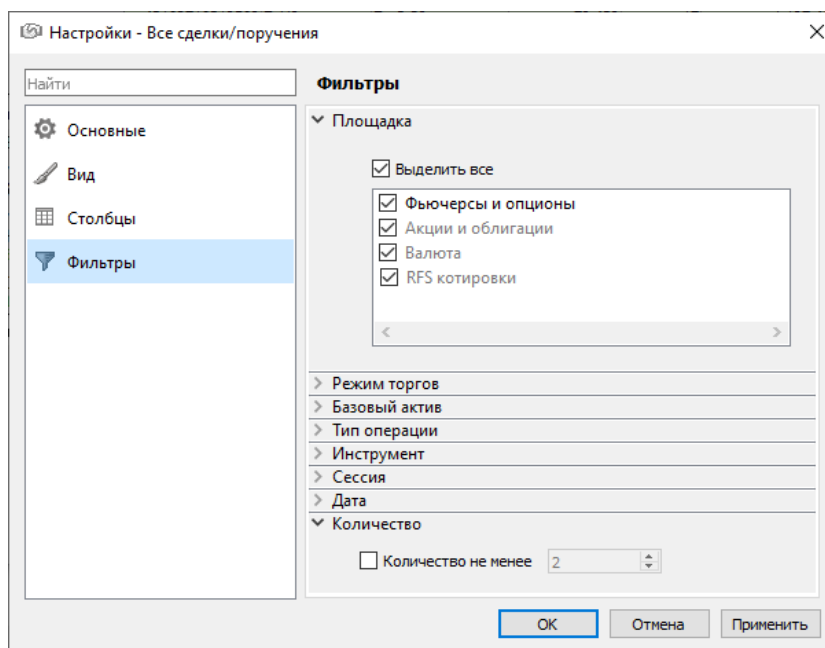 Настройки - Все сделки/поручения
Найти
Основные
Вид
Столбцы
Фильтры
Фильтры
Площадка
Выделить все
Фьючерсы и опционы
Акции и облигации
Валюта
RFS котировки
Режим торгов
Базовый актив
Тип операции
Инструмент
Сессия
Дата
Количество
Количество не менее 2
OK Отмена Применить